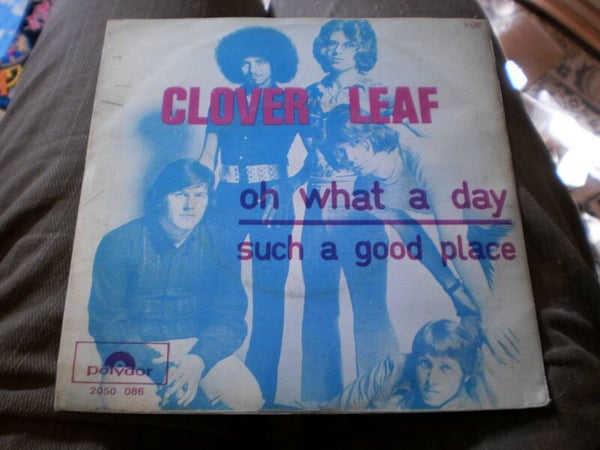 CLOVER LEAF
oh what a day
such a good place
polydor
2050 086